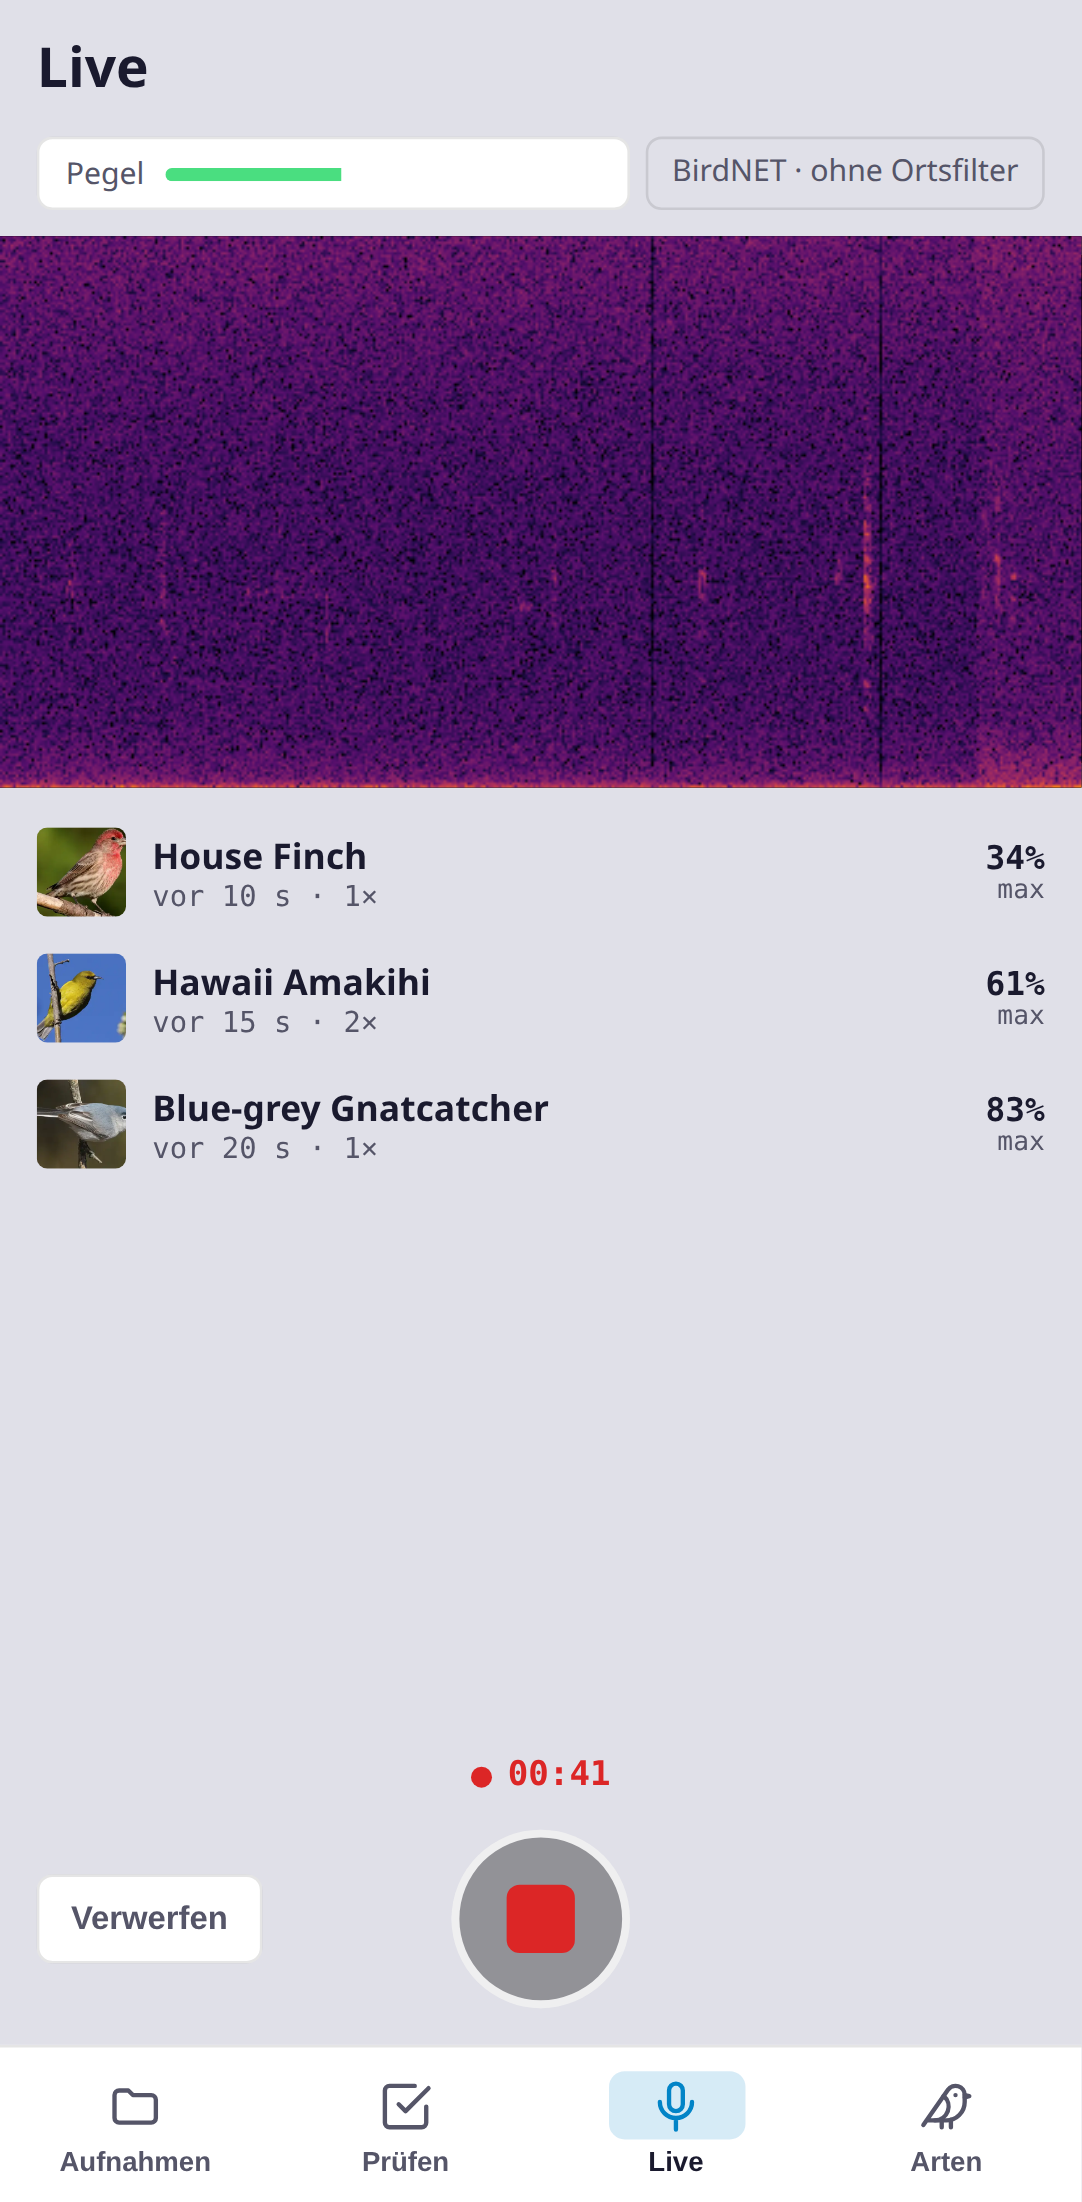 Live
Pegel
BirdNET · ohne Ortsfilter
House Finch
34%
vor 10 s · 1×
max
Hawaii Amakihi
61%
vor 15 s · 2×
max
Blue-grey Gnatcatcher
83%
vor 20 s · 1×
max
00:41
Verwerfen
Aufnahmen
Prüfen
Live
Arten